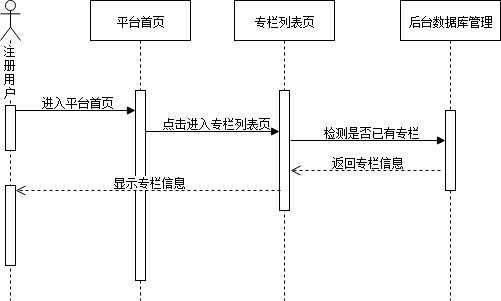 平台首页
专栏列表页
后台数据库管理
注册用户
进入平台首页
点击进入专栏列表页
检测是否已有专栏
返回专栏信息
显示专栏信息